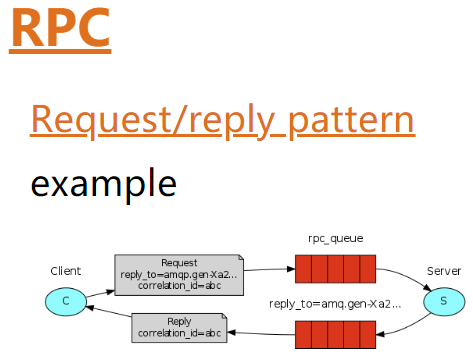 RPC
Request/reply pattern
example
rpc_queue
Client
Request
reply_to=amqp.gen-Xa2...
correlation_id=abc
Server
C
S
reply_to=amq.gen-Xa2...
Reply
correlation_id=abc